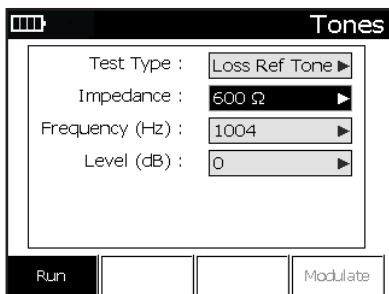 Tones
Test Type : Loss Ref Tone
Impedance : 600 Ω
Frequency (Hz) : 1004
Level (dB) : 0
Run
Modulate